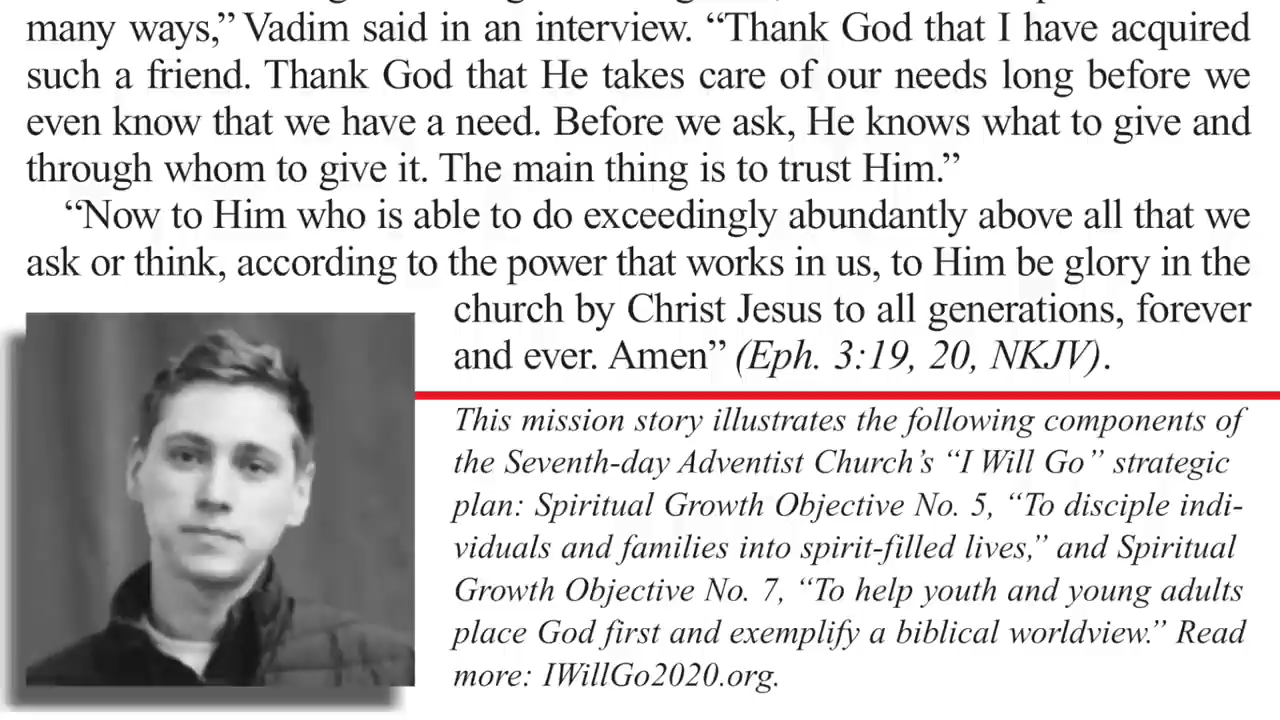 many ways,” Vadim said in an interview. “Thank God that I have acquired
such a friend. Thank God that He takes care of our needs long before we
even know that we have a need. Before we ask, He knows what to give and
through whom to give it. The main thing is to trust Him.”
“Now to Him who is able to do exceedingly abundantly above all that we
ask or think, according to the power that works in us, to Him be glory in the
church by Christ Jesus to all generations, forever
and ever. Amen” (Eph. 3:19, 20, NKJV).
This mission story illustrates the following components of
the Seventh-day Adventist Church’s “I Will Go” strategic
plan: Spiritual Growth Objective No. 5, “To disciple indi-
viduals and families into spirit-filled lives,” and Spiritual
Growth Objective No. 7, “To help youth and young adults
place God first and exemplify a biblical worldview.” Read
more: IWillGo2020.org.